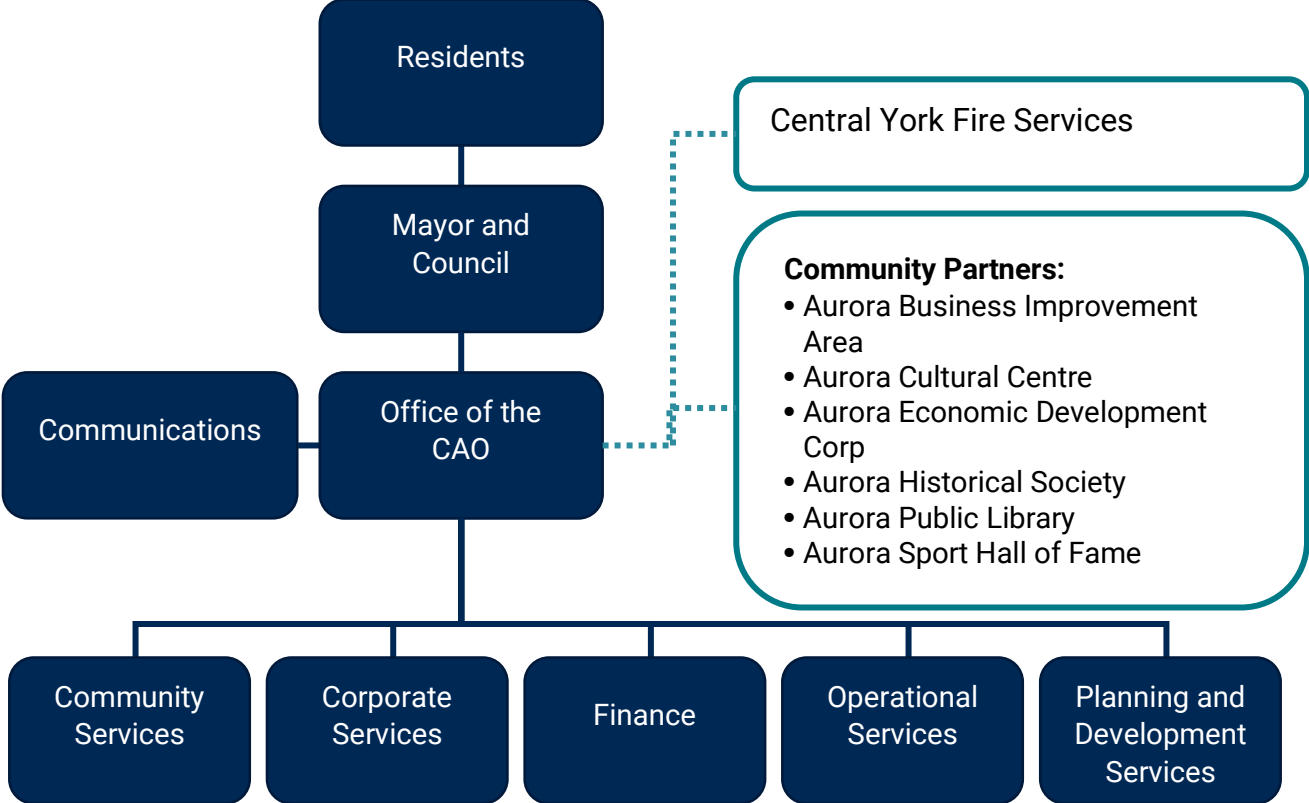 Residents
Central York Fire Services
Mayor and
Council
Community Partners:
• Aurora Business Improvement
Area
• Aurora Cultural Centre
• Aurora Economic Development
Corp
• Aurora Historical Society
• Aurora Public Library
• Aurora Sport Hall of Fame
Communications
Office of the
CAO
Community
Services
Corporate
Services
Finance
Operational
Services
Planning and
Development
Services